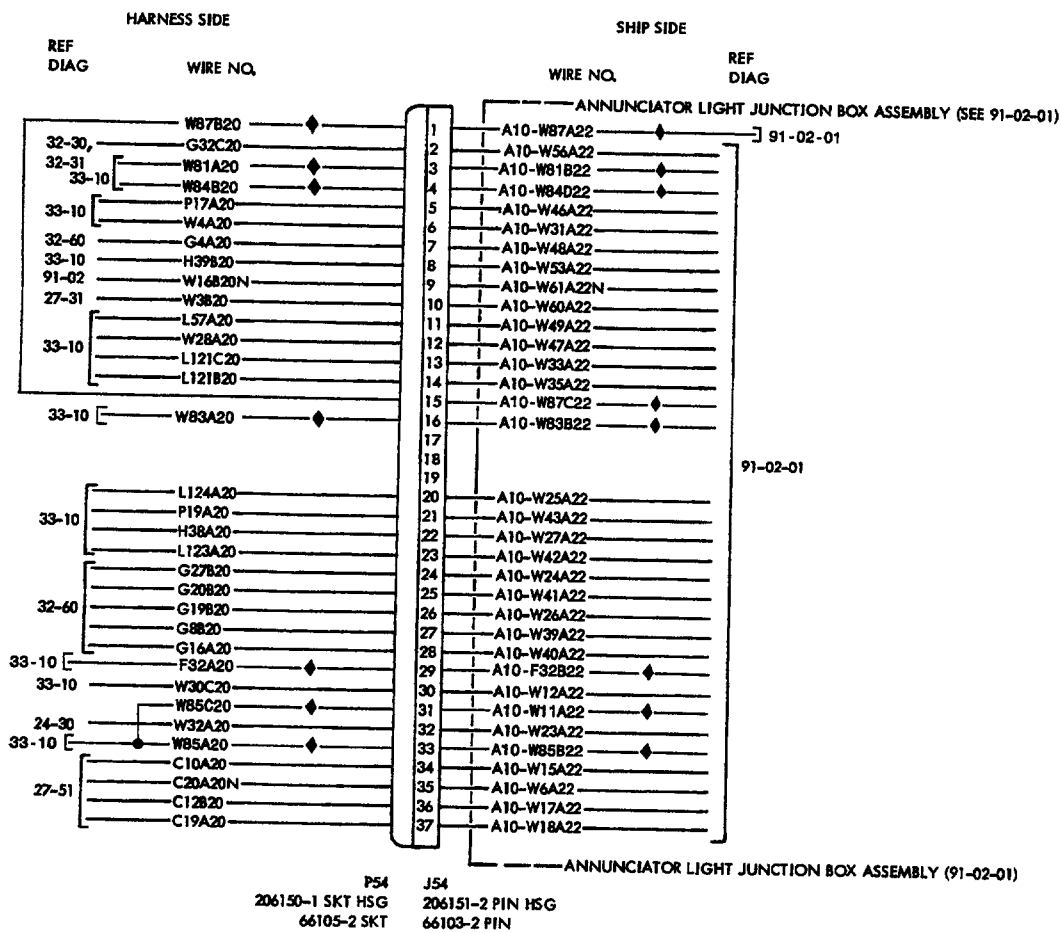 HARNESS SIDE
SHIP SIDE
REF DIAG
WIRE NO.
WIRE NO.
REF DIAG
ANNUNCIATOR LIGHT JUNCTION BOX ASSEMBLY (SEE 91-02-01)
W87B20 1 A10-W87A22 91-02-01
32-30, 32-31 G32C20 2 A10-W56A22
33-10 W81A20 3 A10-W81B22
W84B20 4 A10-W84D22
33-10 P17A20 5 A10-W46A22
W4A20 6 A10-W31A22
32-60 G4A20 7 A10-W48A22
33-10 H39B20 8 A10-W53A22
91-02 W16B20N 9 A10-W61A22N
27-31 W3B20 10 A10-W60A22
L57A20 11 A10-W49A22
33-10 W28A20 12 A10-W47A22
L121C20 13 A10-W33A22
L121B20 14 A10-W35A22
15 A10-W87C22
33-10 W83A20 16 A10-W83B22
17
18
91-02-01
19
L124A20 20 A10-W25A22
33-10 P19A20 21 A10-W43A22
H38A20 22 A10-W27A22
L123A20 23 A10-W42A22
G27B20 24 A10-W24A22
G20B20 25 A10-W41A22
32-60 G19B20 26 A10-W26A22
G8B20 27 A10-W39A22
G16A20 28 A10-W40A22
33-10 F32A20 29 A10-F32B22
33-10 W30C20 30 A10-W12A22
W85C20 31 A10-W11A22
24-30 W32A20 32 A10-W23A22
33-10 W85A20 33 A10-W85B22
C10A20 34 A10-W15A22
27-51 C20A20N 35 A10-W6A22
C12B20 36 A10-W17A22
C19A20 37 A10-W18A22
ANNUNCIATOR LIGHT JUNCTION BOX ASSEMBLY (91-02-01)
P54 J54
206150-1 SKT HSG 206151-2 PIN HSG
66105-2 SKT 66103-2 PIN